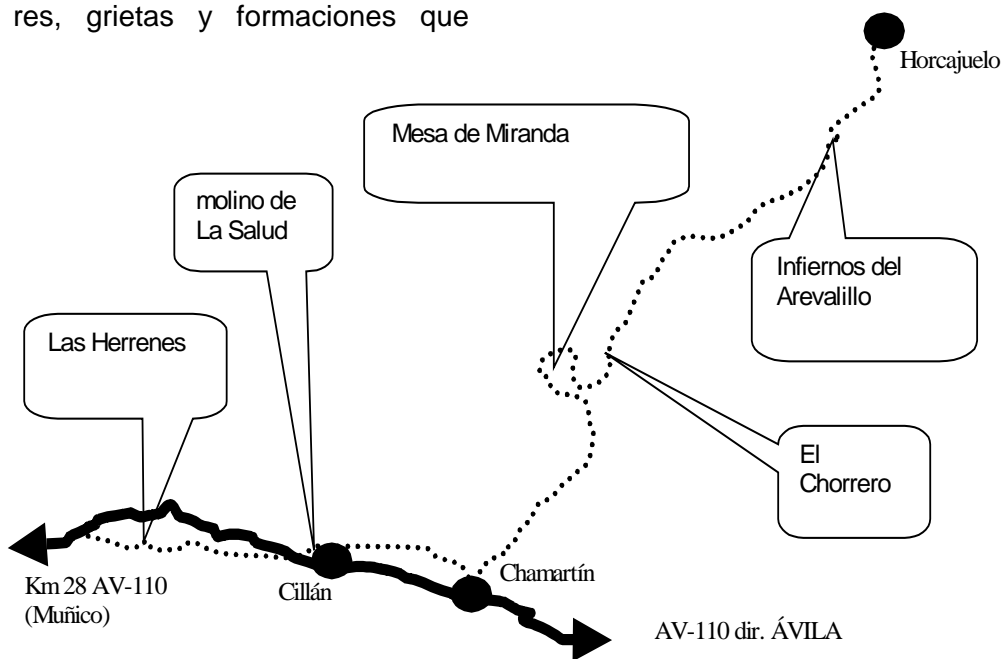 res, grietas y formaciones que
Horcajuelo
Mesa de Miranda
molino de
La Salud
Infiernos del
Arevalillo
Las Herrenes
El
Chorrero
Chamartín
Km 28 AV-110
(Muñico)
Cillán
AV-110 dir. ÁVILA